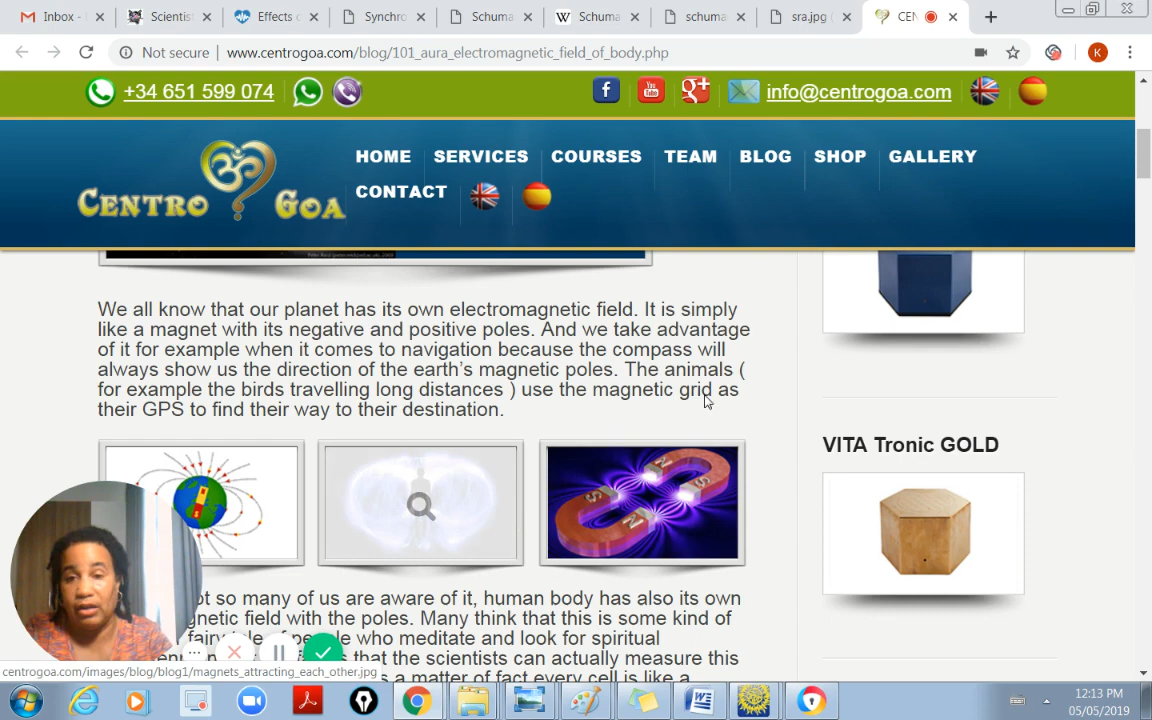 Inbox -
Scientist
Effects c
Synchro
Schuma
Schuma
schuma
sra.jpg (
CEN
Not secure
www.centrogoa.com/blog/101_aura_electromagnetic_field_of_body.php
K
+34 651 599 074
info@centrogoa.com
CENTRO GOA
HOME SERVICES COURSES TEAM BLOG SHOP GALLERY
CONTACT
We all know that our planet has its own electromagnetic field. It is simply
like a magnet with its negative and positive poles. And we take advantage
of it for example when it comes to navigation because the compass will
always show us the direction of the earth's magnetic poles. The animals (
for example the birds travelling long distances ) use the magnetic grid as
their GPS to find their way to their destination.
N
S
S
N
VITA Tronic GOLD
ot so many of us are aware of it, human body has also its own
gnetic field with the poles. Many think that this is some kind of
fairy tale of people who meditate and look for spiritual
that the scientists can actually measure this
s a matter of fact every cell is like a
centrogoa.com/images/blog/blog1/magnets_attracting_each_other.jpg
12:13 PM
05/05/2019